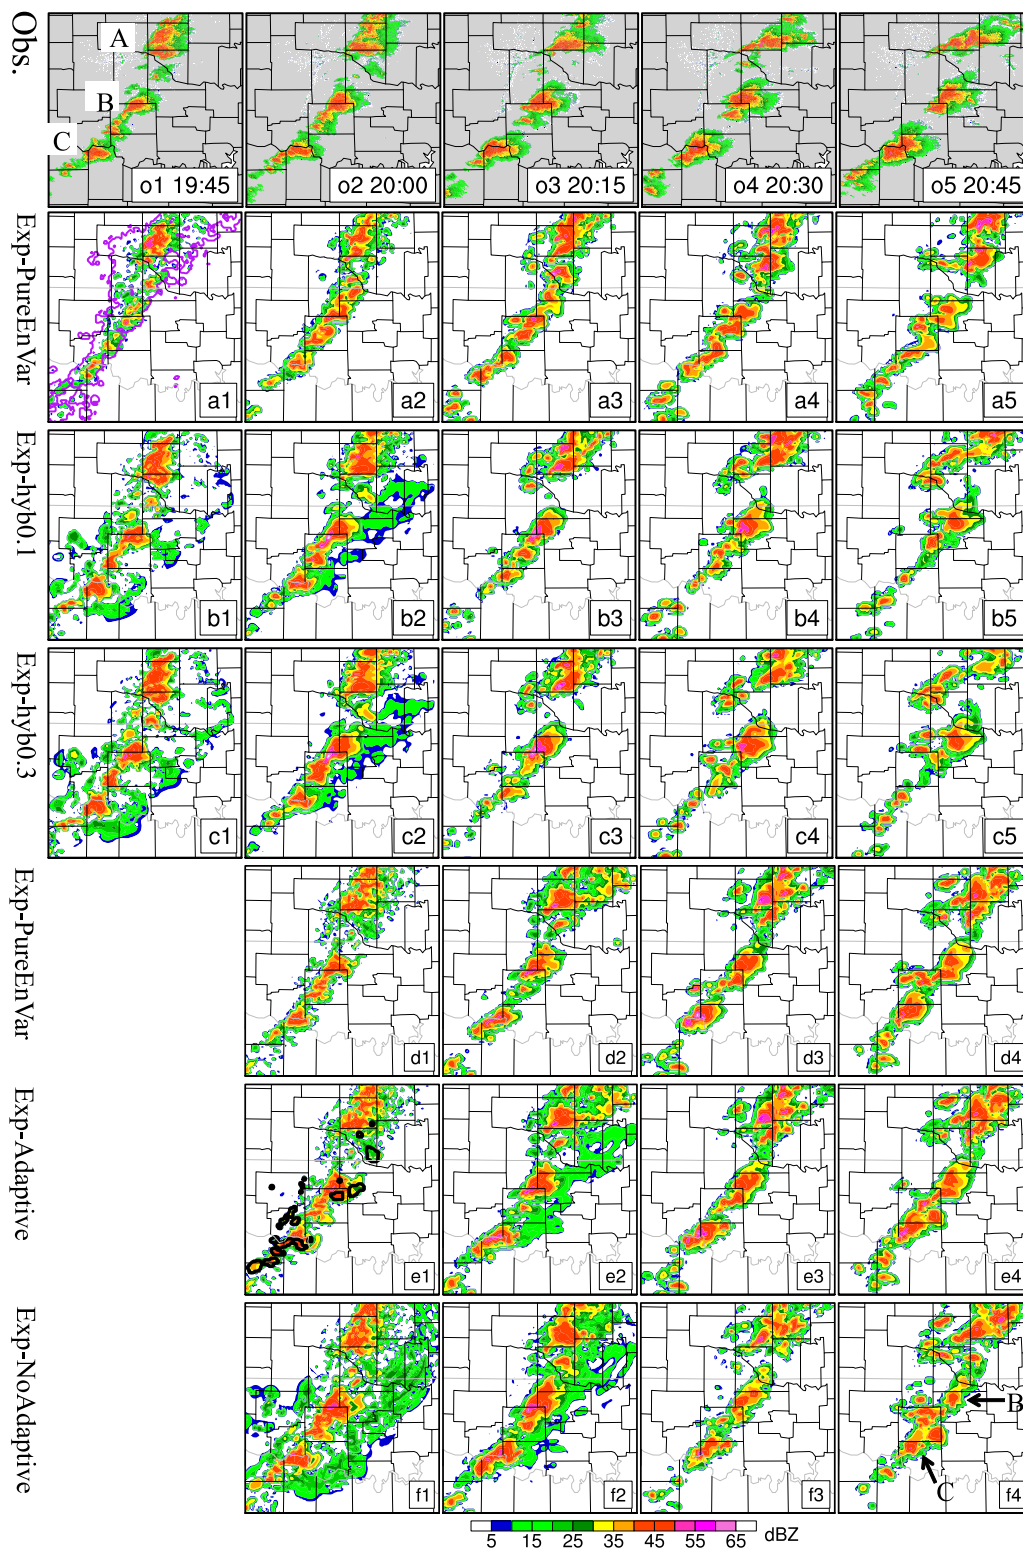 Obs.
A
B
C
o1 19:45
o2 20:00
o3 20:15
o4 20:30
o5 20:45
Exp-PureEnVar
a1
a2
a3
a4
a5
Exp-hyb0.1
b1
b2
b3
b4
b5
Exp-hyb0.3
c1
c2
c3
c4
c5
Exp-PureEnVar
d1
d2
d3
d4
Exp-Adaptive
e1
e2
e3
e4
Exp-NoAdaptive
f1
f2
f3
f4
B
C
5 15 25 35 45 55 65 dBZ